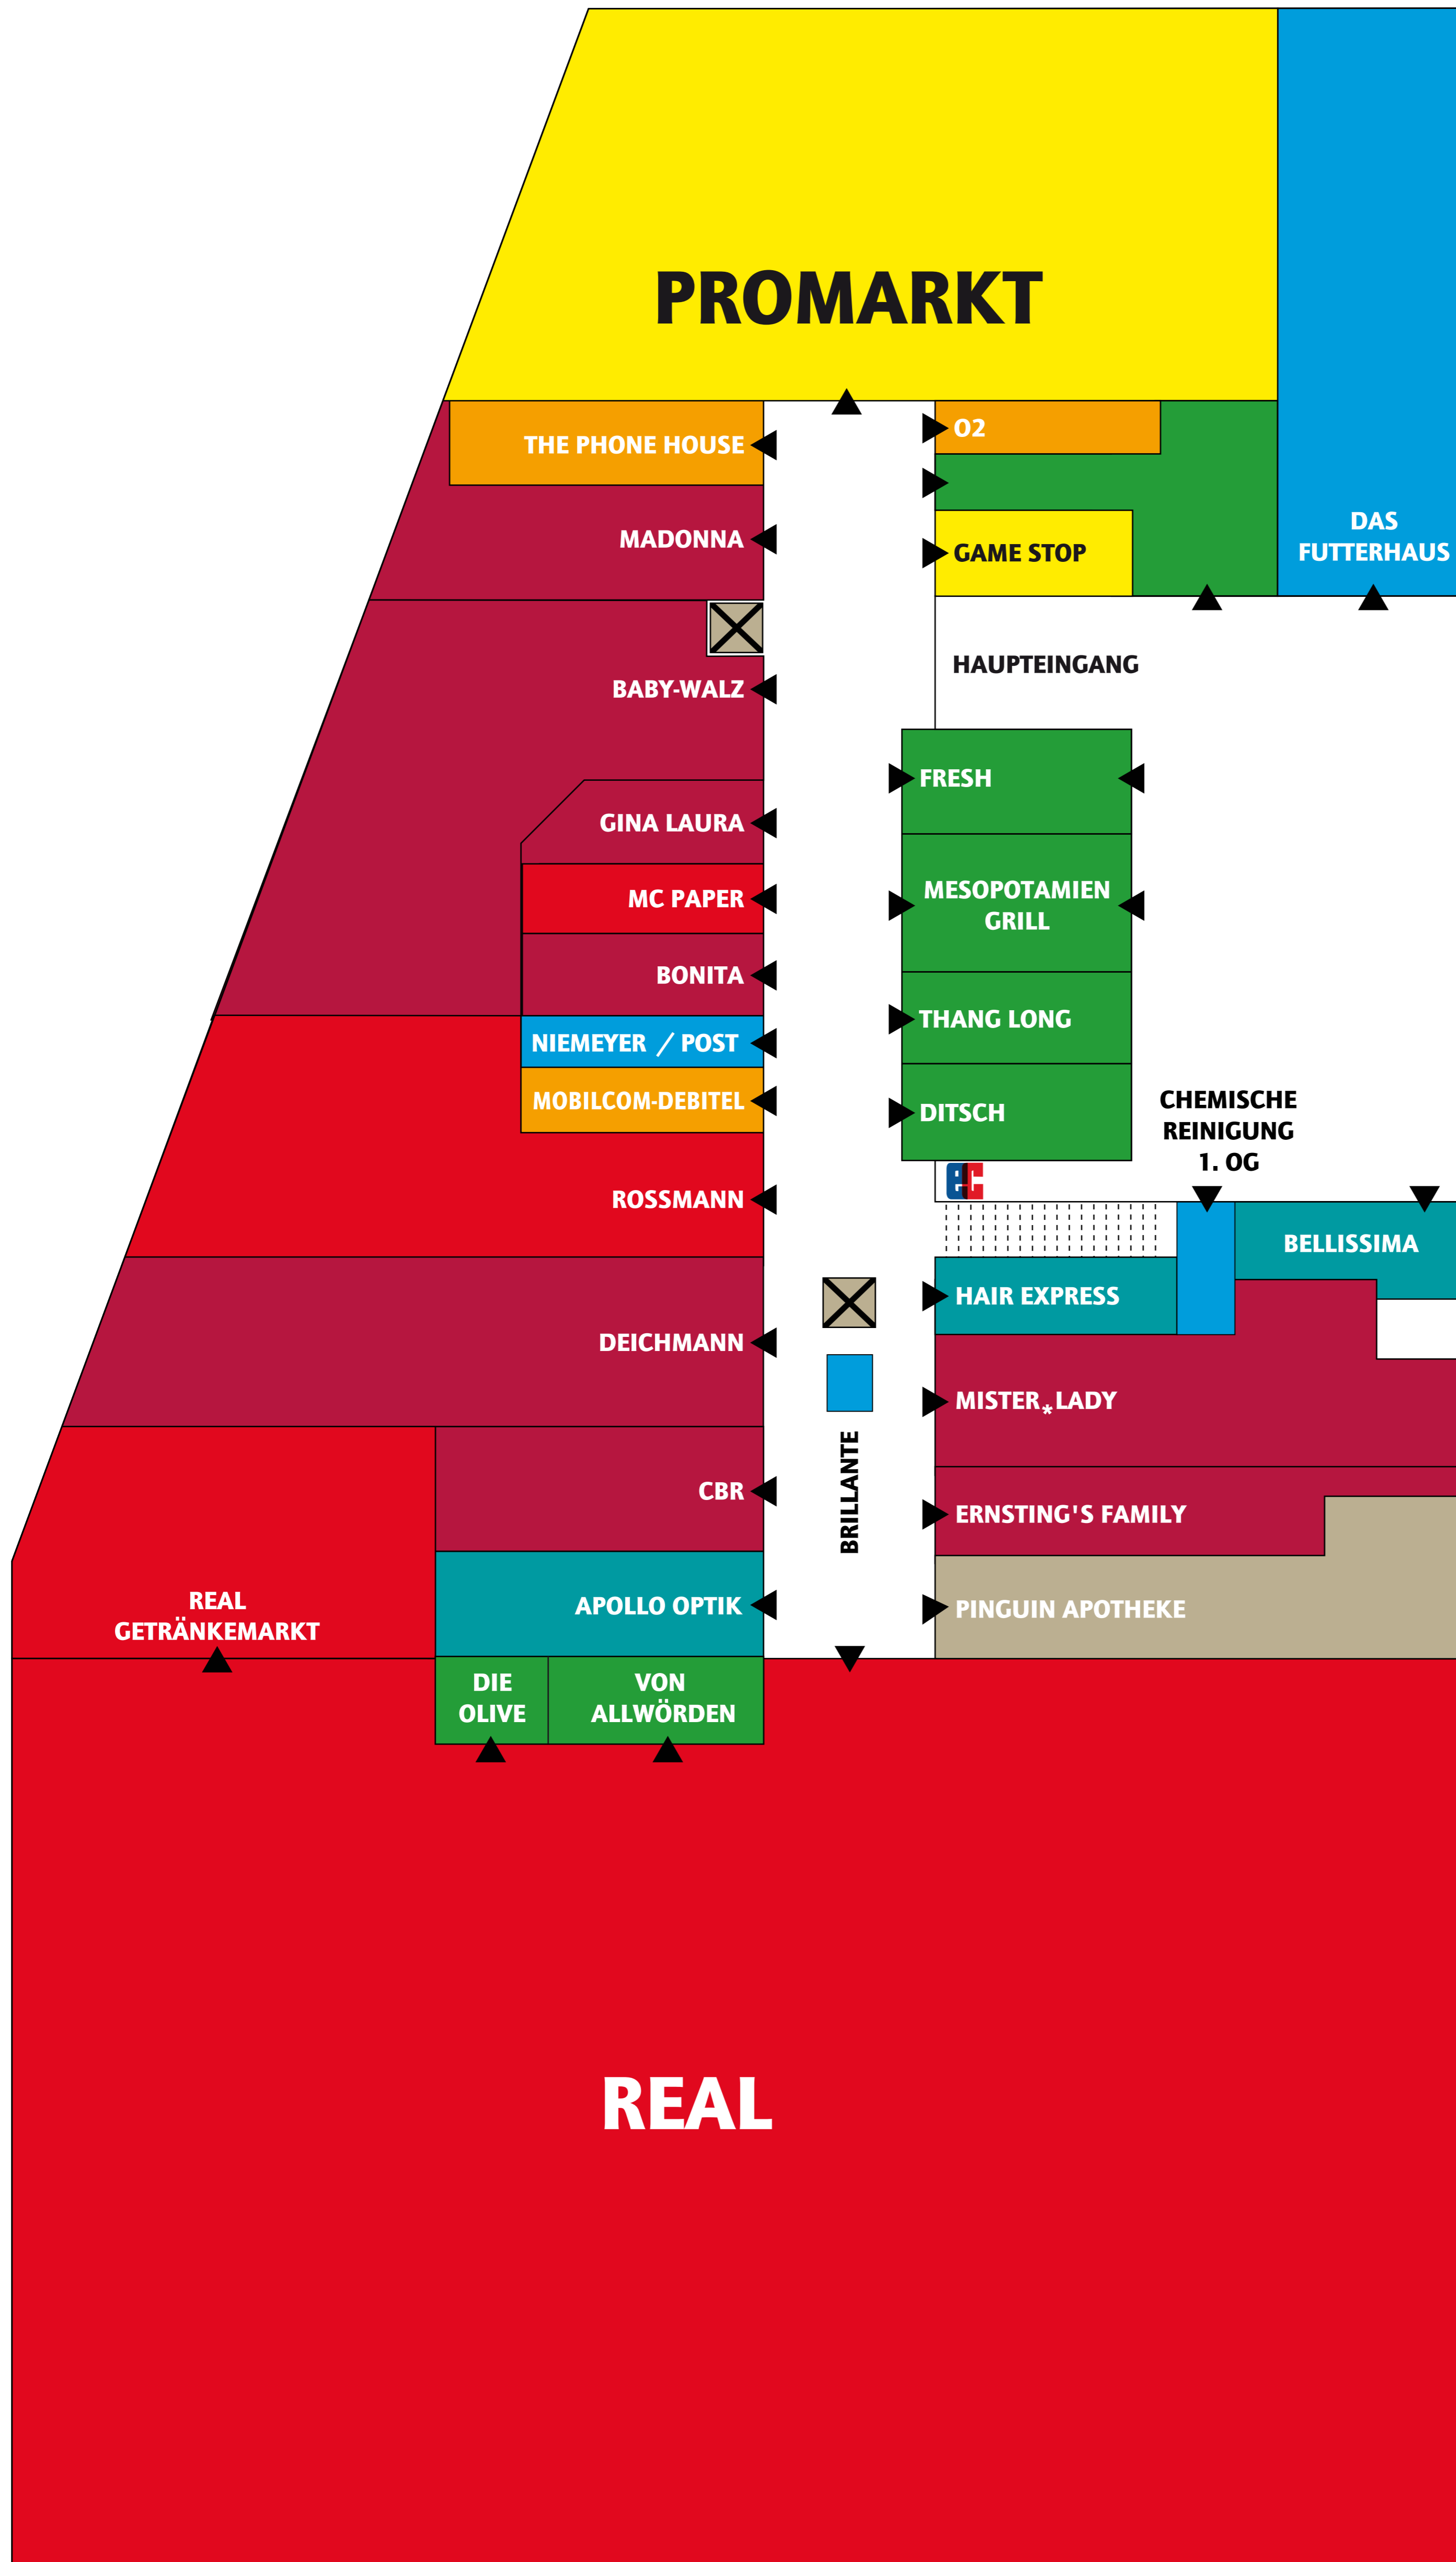 PROMARKT
THE PHONE HOUSE
O2
MADONNA
GAME STOP
DAS
FUTTERHAUS
HAUPTEINGANG
BABY-WALZ
FRESH
GINA LAURA
MC PAPER
MESOPOTAMIEN
GRILL
BONITA
THANG LONG
NIEMEYER / POST
MOBILCOM-DEBITEL
DITSCH
CHEMISCHE
REINIGUNG
1. OG
ec
ROSSMANN
BELLISSIMA
HAIR EXPRESS
DEICHMANN
MISTER*LADY
BRILLANTE
CBR
ERNSTING'S FAMILY
REAL
GETRÄNKEMARKT
APOLLO OPTIK
PINGUIN APOTHEKE
DIE
OLIVE
VON
ALLWÖRDEN
REAL